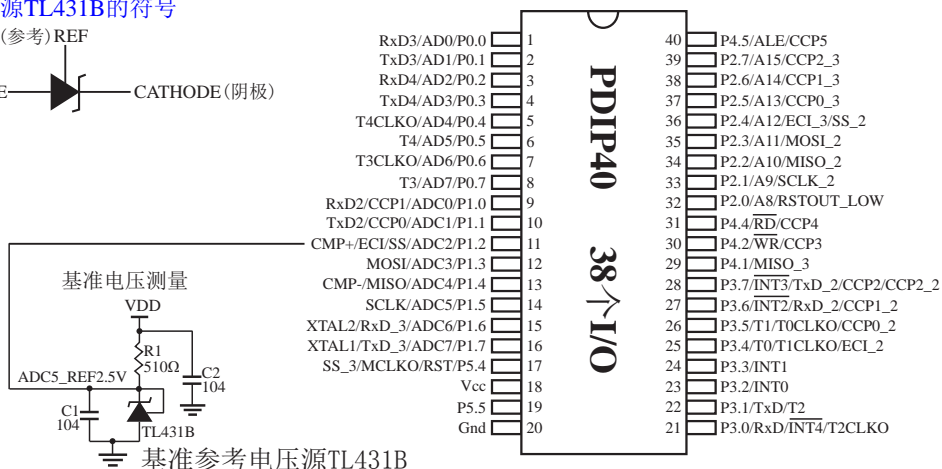 源TL431B的符号
(参考)REF
E
CATHODE(阴极)
RxD3/AD0/P0.0 1
TxD3/AD1/P0.1 2
RxD4/AD2/P0.2 3
TxD4/AD3/P0.3 4
T4CLKO/AD4/P0.4 5
T4/AD5/P0.5 6
T3CLKO/AD6/P0.6 7
T3/AD7/P0.7 8
RxD2/CCP1/ADC0/P1.0 9
TxD2/CCP0/ADC1/P1.1 10
CMP+/ECI/SS/ADC2/P1.2 11
MOSI/ADC3/P1.3 12
CMP-/MISO/ADC4/P1.4 13
SCLK/ADC5/P1.5 14
XTAL2/RxD_3/ADC6/P1.6 15
XTAL1/TxD_3/ADC7/P1.7 16
SS_3/MCLKO/RST/P5.4 17
Vcc 18
P5.5 19
Gnd 20
PDIP40 38个I/O
40 P4.5/ALE/CCP5
39 P2.7/A15/CCP2_3
38 P2.6/A14/CCP1_3
37 P2.5/A13/CCP0_3
36 P2.4/A12/ECI_3/SS_2
35 P2.3/A11/MOSI_2
34 P2.2/A10/MISO_2
33 P2.1/A9/SCLK_2
32 P2.0/A8/RSTOUT_LOW
31 P4.4/RD/CCP4
30 P4.2/WR/CCP3
29 P4.1/MISO_3
28 P3.7/INT3/TxD_2/CCP2/CCP2_2
27 P3.6/INT2/RxD_2/CCP1_2
26 P3.5/T1/T0CLKO/CCP0_2
25 P3.4/T0/T1CLKO/ECI_2
24 P3.3/INT1
23 P3.2/INT0
22 P3.1/TxD/T2
21 P3.0/RxD/INT4/T2CLKO
基准电压测量
VDD
R1
510Ω
C2
104
ADC5_REF2.5V
C1
104
TL431B
基准参考电压源TL431B